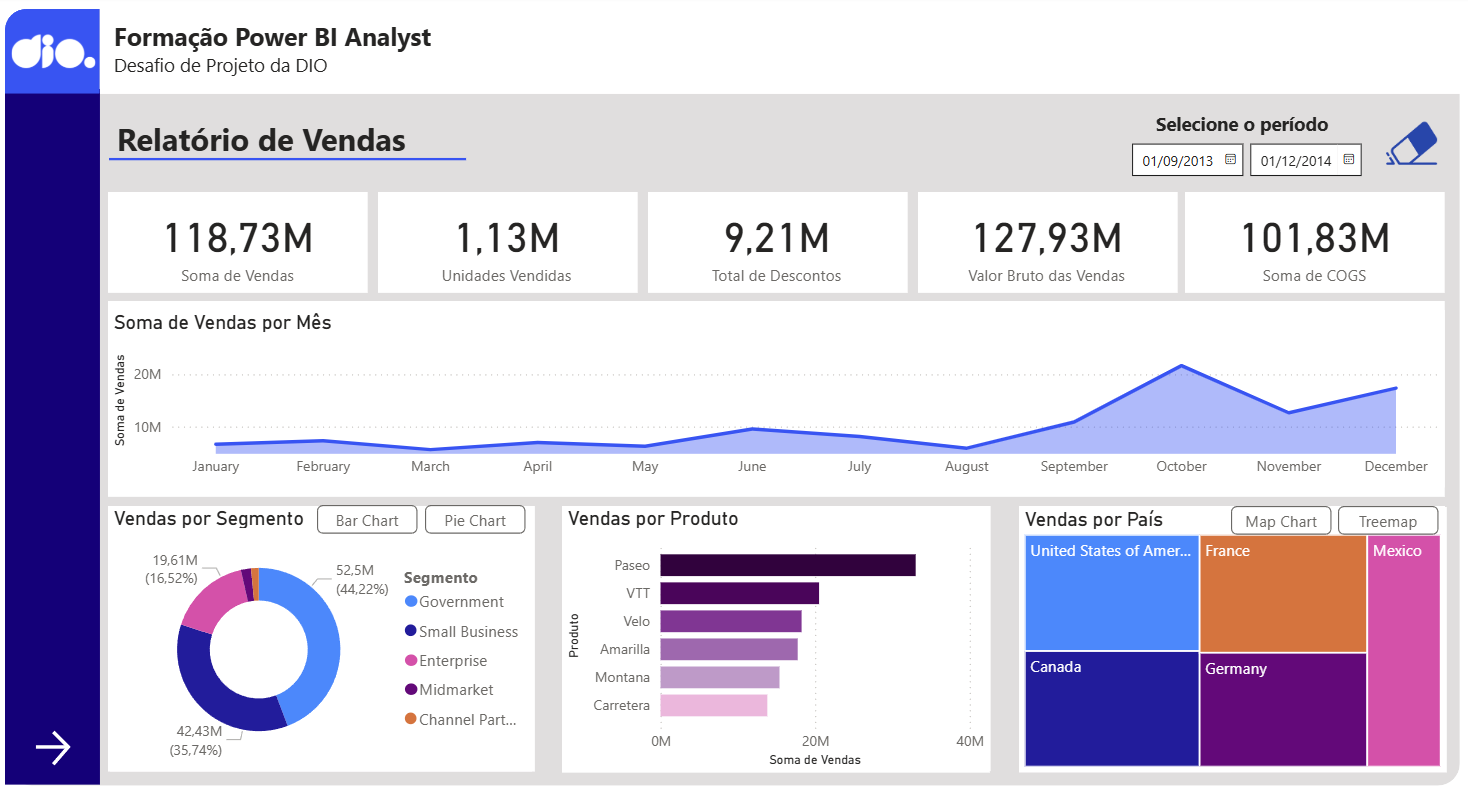 dio.
Formação Power BI Analyst
Desafio de Projeto da DIO
Relatório de Vendas
Selecione o período
01/09/2013
01/12/2014
118,73M
Soma de Vendas
1,13M
Unidades Vendidas
9,21M
Total de Descontos
127,93M
Valor Bruto das Vendas
101,83M
Soma de COGS
Soma de Vendas por Mês
Soma de Vendas
20M
10M
January February March April May June July August September October November December
Vendas por Segmento
Bar Chart
Pie Chart
19,61M
(16,52%)
52,5M
(44,22%)
42,43M
(35,74%)
Segmento
Government
Small Business
Enterprise
Midmarket
Channel Part...
Vendas por Produto
Produto
Paseo
VTT
Velo
Amarilla
Montana
Carretera
0M 20M 40M
Soma de Vendas
Vendas por País
Map Chart
Treemap
United States of Amer...
France
Mexico
Canada
Germany